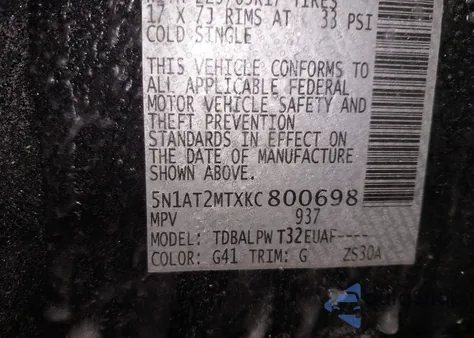 17 X 7J RIMS AT 33 PSI
COLD SINGLE
THIS VEHICLE CONFORMS TO
ALL APPLICABLE FEDERAL
MOTOR VEHICLE SAFETY AND
THEFT PREVENTION
STANDARDS IN EFFECT ON
THE DATE OF MANUFACTURE
SHOWN ABOVE.
5N1AT2MTXKC800698
MPV 937
MODEL: TDBALPWT32EUAF----
COLOR: G41 TRIM: G ZS30A